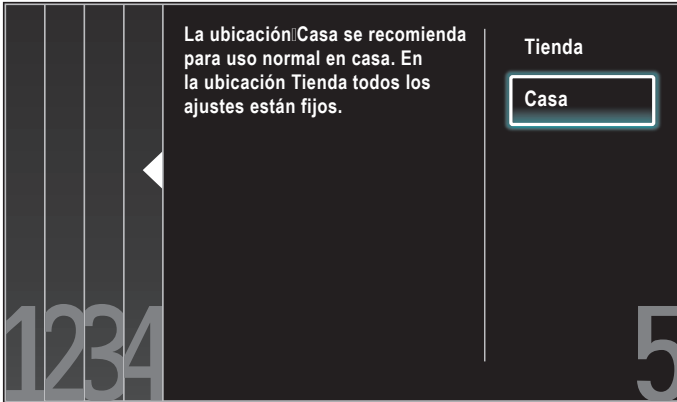 La ubicación▯Casa se recomienda
para uso normal en casa. En
la ubicación Tienda todos los
ajustes están fijos.
Tienda
Casa
1234
5